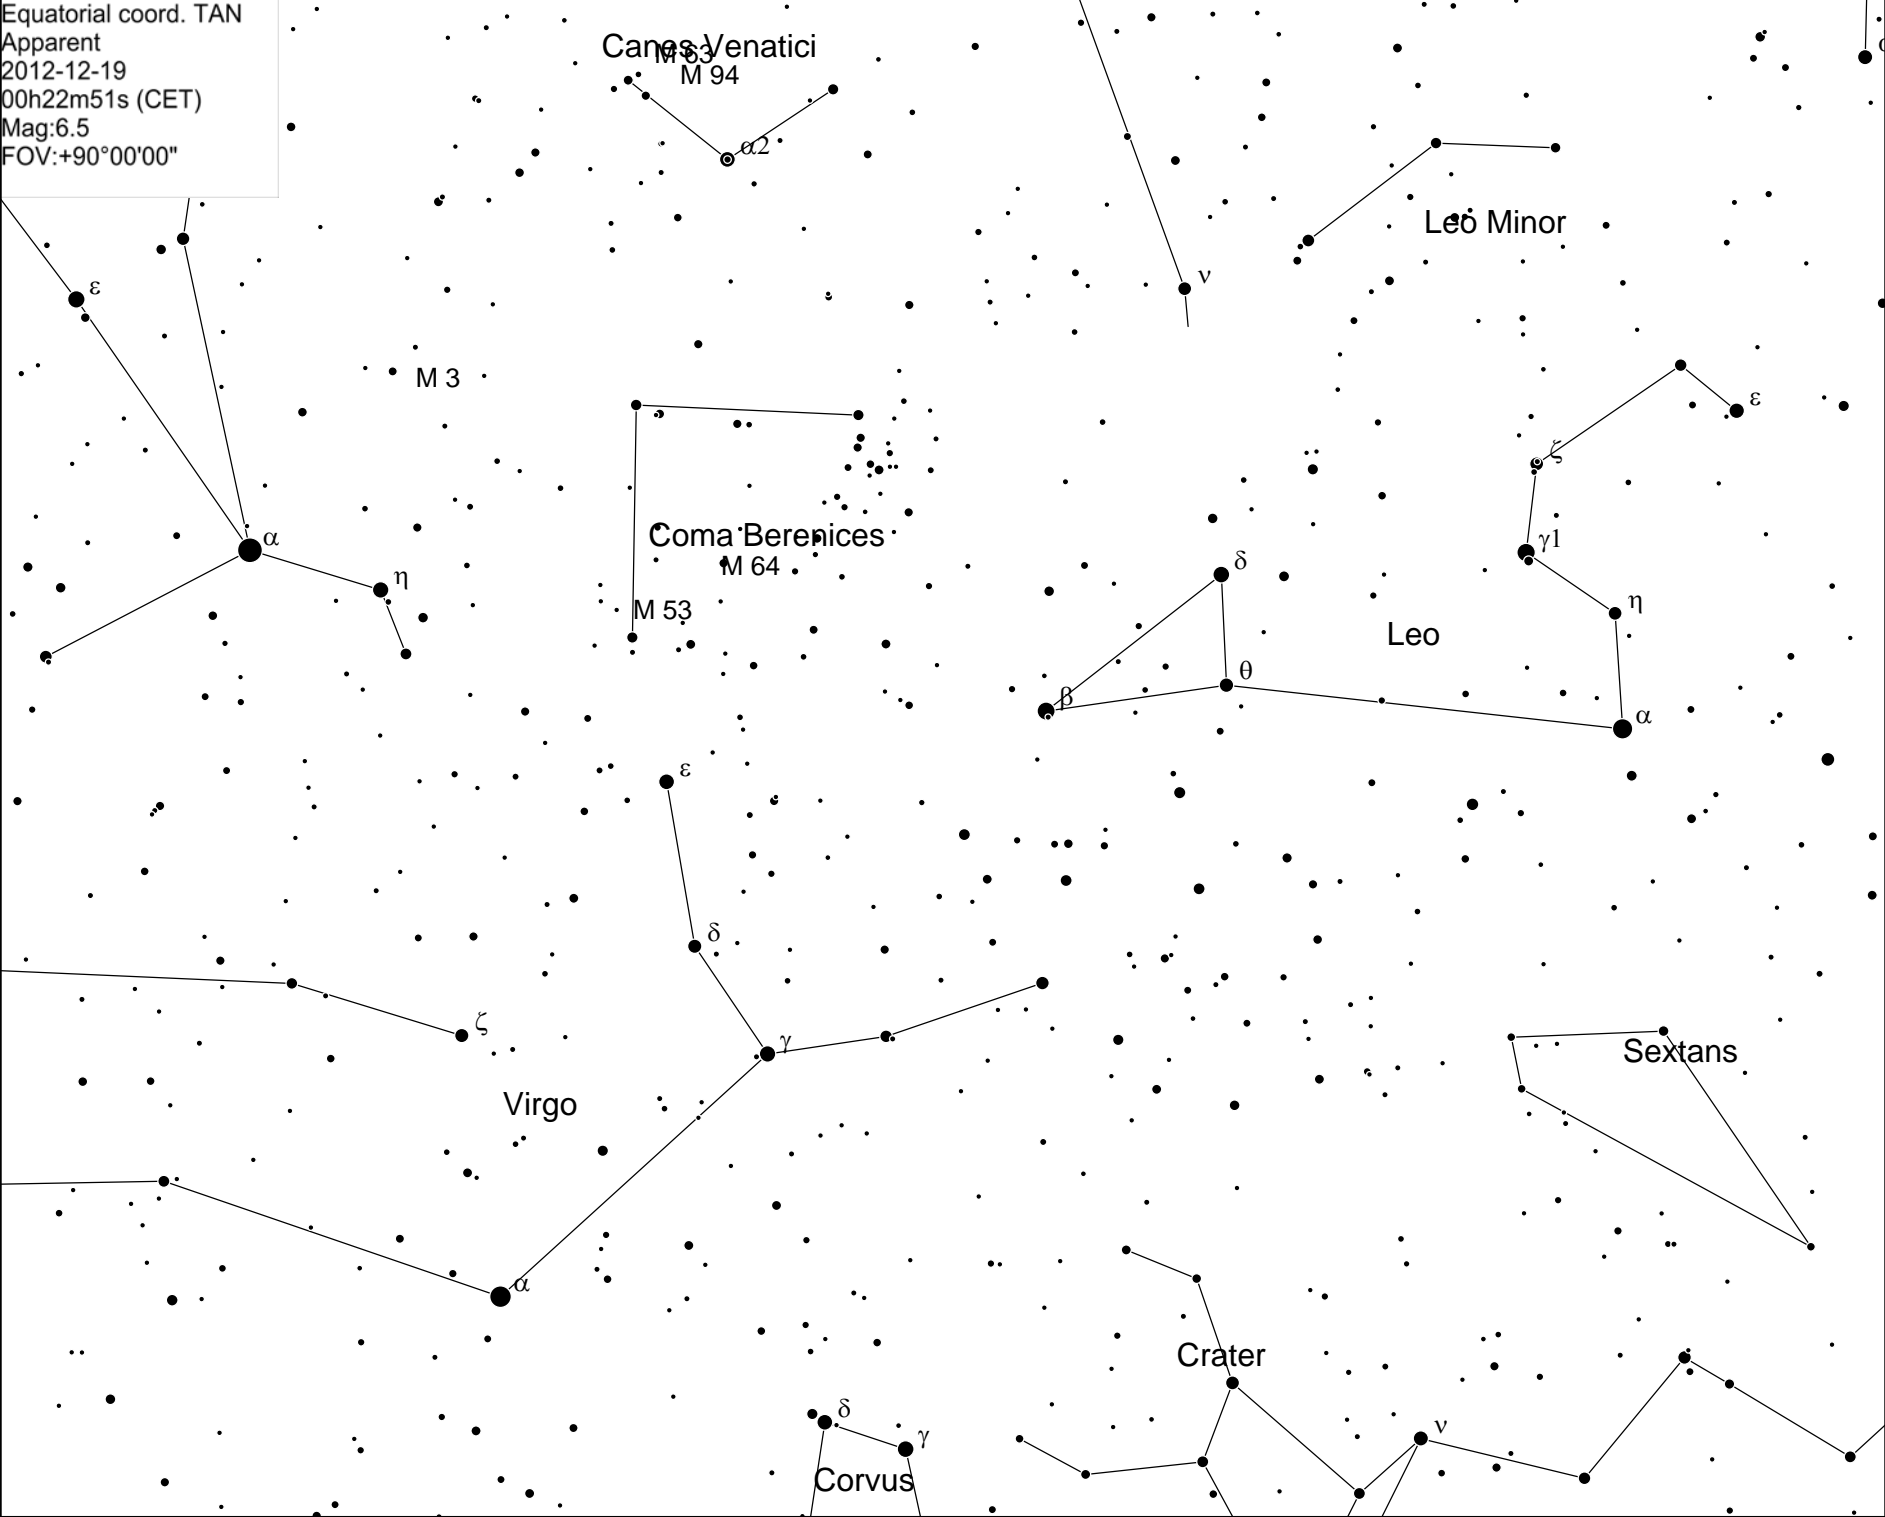 Equatorial coord. TAN
Apparent
2012-12-19
00h22m51s (CET)
Mag:6.5
FOV:+90°00'00"
Canes Venatici
M 63
M 94
α2
Leo Minor
ν
ε
M 3
ε
ζ
Coma Berenices
M 64
M 53
α
η
γ1
δ
η
Leo
θ
β
α
ε
δ
ζ
γ
Virgo
Sextans
α
Crater
δ
γ
ν
Corvus